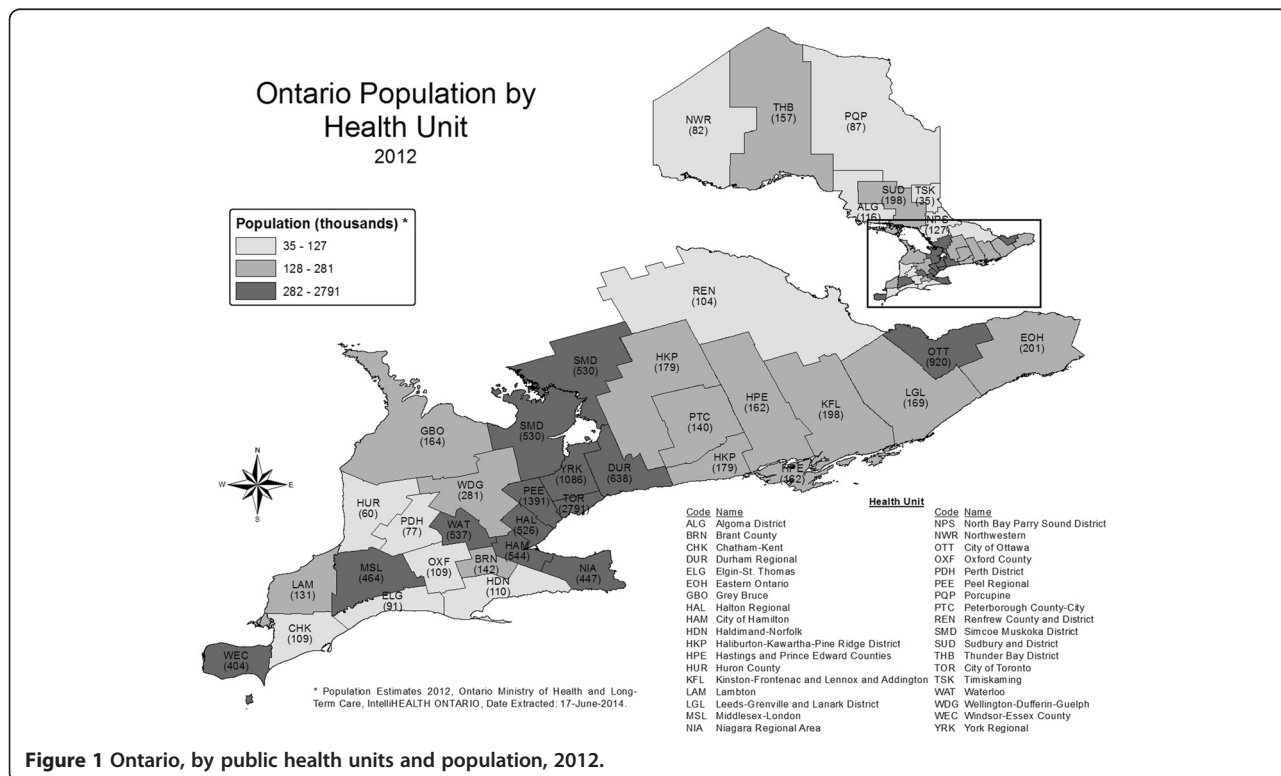 Ontario Population by
Health Unit
2012
Population (thousands) *
35 - 127
128 - 281
282 - 2791
NWR
(82)
THB
(157)
PQP
(87)
SUD
(198)
TSK
(35)
ALG
(116)
NPS
(127)
REN
(104)
SMD
(530)
HKP
(179)
OTT
(920)
EOH
(201)
HPE
(162)
KFL
(198)
LGL
(169)
PTC
(140)
SMD
(530)
GBO
(164)
HKP
(179)
HPE
(162)
YRK
(1086)
DUR
(638)
WDG
(281)
PEE
(1391)
TOR
(2791)
HUR
(60)
PDH
(77)
WAT
(537)
HAL
(526)
HAM
(544)
OXF
(109)
BRN
(142)
NIA
(447)
MSL
(464)
HDN
(110)
LAM
(131)
ELG
(91)
CHK
(109)
WEC
(404)
N
W E
S
* Population Estimates 2012, Ontario Ministry of Health and Long-
Term Care, IntelliHEALTH ONTARIO, Date Extracted: 17-June-2014.
Health Unit
Code Name
ALG Algoma District
BRN Brant County
CHK Chatham-Kent
DUR Durham Regional
ELG Elgin-St. Thomas
EOH Eastern Ontario
GBO Grey Bruce
HAL Halton Regional
HAM City of Hamilton
HDN Haldimand-Norfolk
HKP Haliburton-Kawartha-Pine Ridge District
HPE Hastings and Prince Edward Counties
HUR Huron County
KFL Kinston-Frontenac and Lennox and Addington
LAM Lambton
LGL Leeds-Grenville and Lanark District
MSL Middlesex-London
NIA Niagara Regional Area
Code Name
NPS North Bay Parry Sound District
NWR Northwestern
OTT City of Ottawa
OXF Oxford County
PDH Perth District
PEE Peel Regional
PQP Porcupine
PTC Peterborough County-City
REN Renfrew County and District
SMD Simcoe Muskoka District
SUD Sudbury and District
THB Thunder Bay District
TOR City of Toronto
TSK Timiskaming
WAT Waterloo
WDG Wellington-Dufferin-Guelph
WEC Windsor-Essex County
YRK York Regional
Figure 1 Ontario, by public health units and population, 2012.